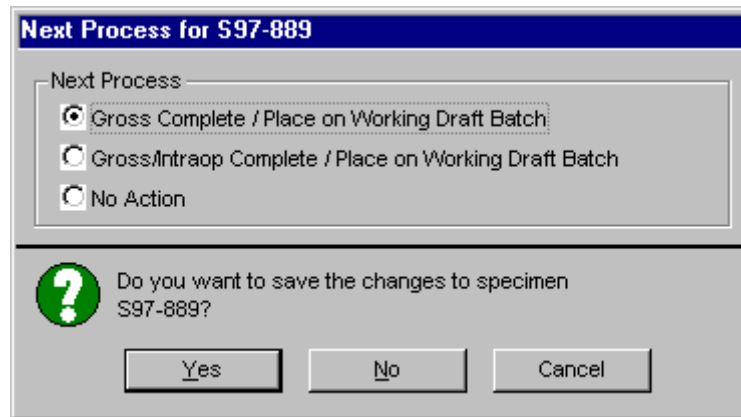 Next Process for S97-889
Next Process
Gross Complete / Place on Working Draft Batch
Gross/Intraop Complete / Place on Working Draft Batch
No Action
?
Do you want to save the changes to specimen
S97-889?
Yes
No
Cancel